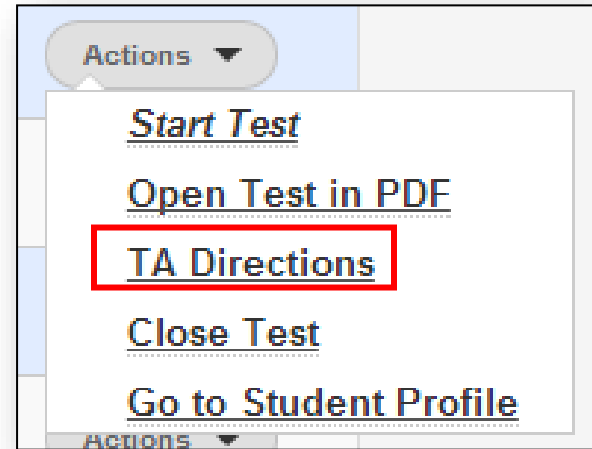 Actions
Start Test
Open Test in PDF
TA Directions
Close Test
Go to Student Profile
Actions